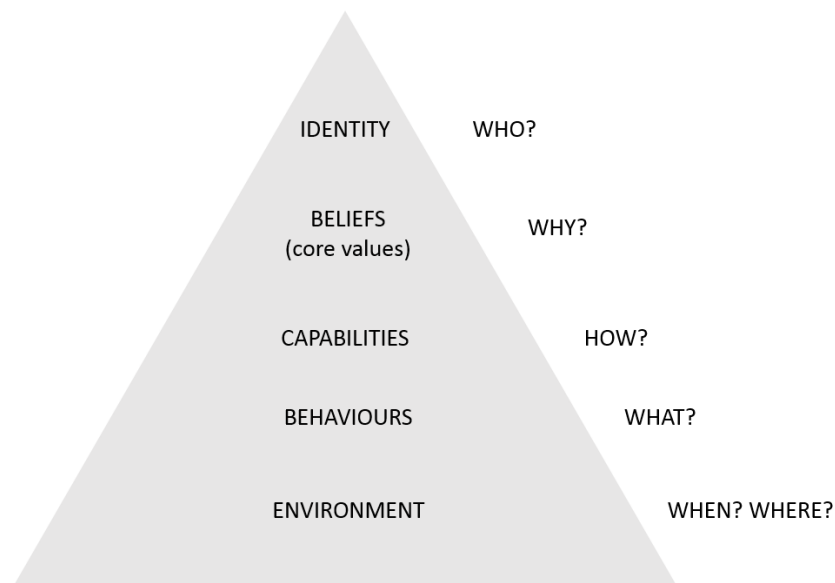 IDENTITY WHO?
BELIEFS
(core values)
WHY?
CAPABILITIES HOW?
BEHAVIOURS WHAT?
ENVIRONMENT WHEN? WHERE?